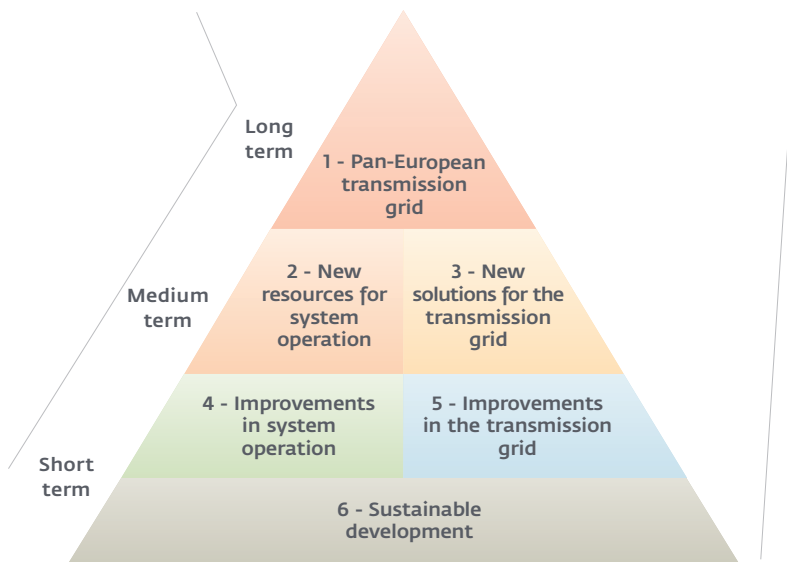 Long
term
1 - Pan-European
transmission
grid
Medium
term
2 - New
resources for
system
operation
3 - New
solutions for the
transmission
grid
4 - Improvements
in system
operation
5 - Improvements
in the transmission
grid
Short
term
6 - Sustainable
development